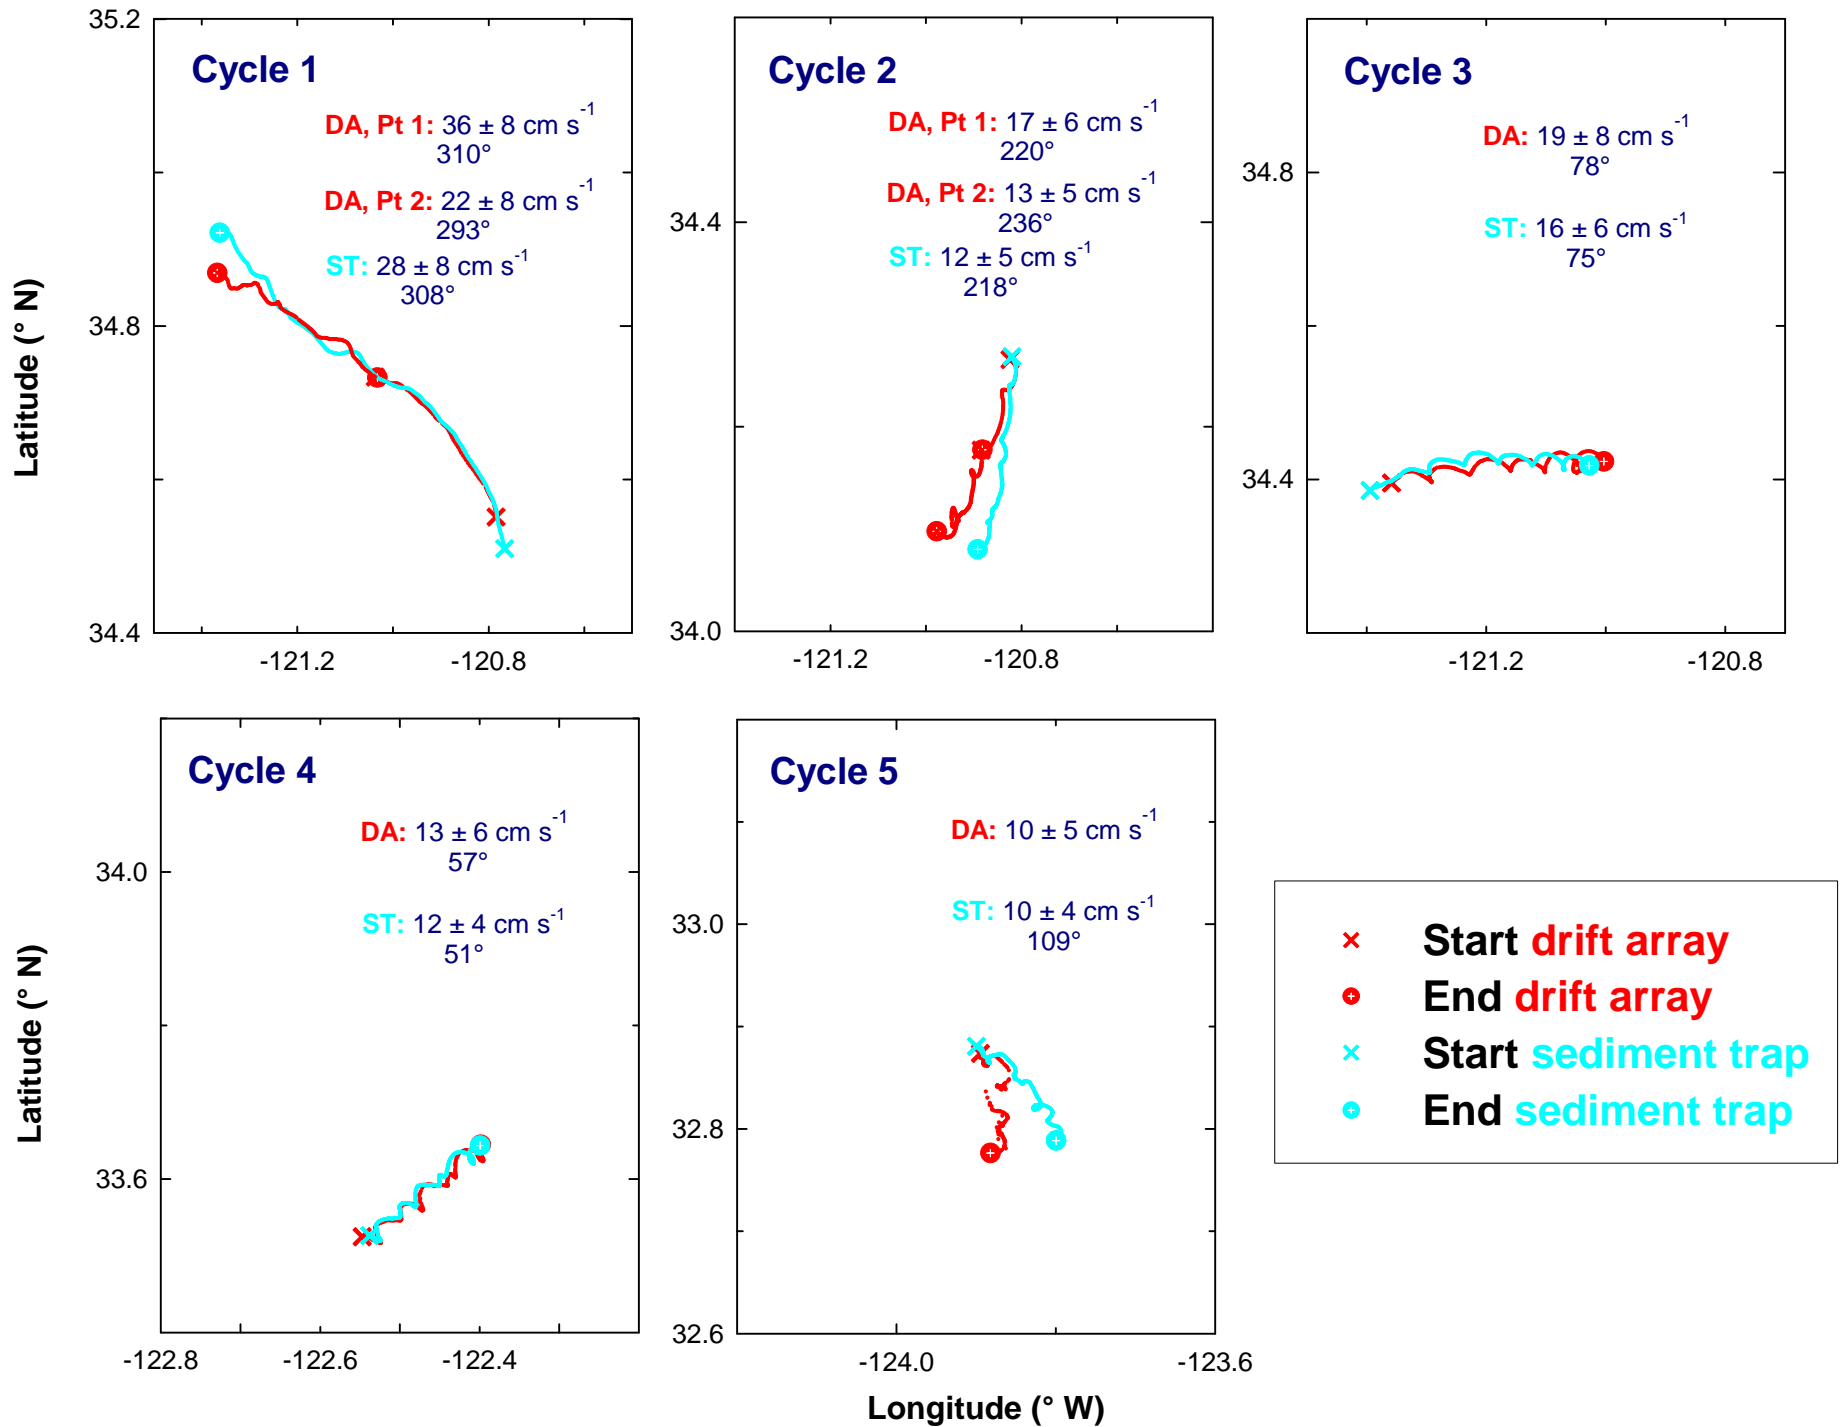 35.2
Cycle 1
DA, Pt 1: 36 ± 8 cm s-1
310°
DA, Pt 2: 22 ± 8 cm s-1
293°
ST: 28 ± 8 cm s-1
308°
34.8
34.4
-121.2
-120.8
Latitude (° N)
Cycle 2
DA, Pt 1: 17 ± 6 cm s-1
220°
DA, Pt 2: 13 ± 5 cm s-1
236°
ST: 12 ± 5 cm s-1
218°
34.4
34.0
-121.2
-120.8
Cycle 3
DA: 19 ± 8 cm s-1
78°
ST: 16 ± 6 cm s-1
75°
34.8
34.4
-121.2
-120.8
Cycle 4
DA: 13 ± 6 cm s-1
57°
ST: 12 ± 4 cm s-1
51°
34.0
33.6
-122.8
-122.6
-122.4
Latitude (° N)
Cycle 5
DA: 10 ± 5 cm s-1
ST: 10 ± 4 cm s-1
109°
33.0
32.8
32.6
-124.0
-123.6
Longitude (° W)
Start drift array
End drift array
Start sediment trap
End sediment trap